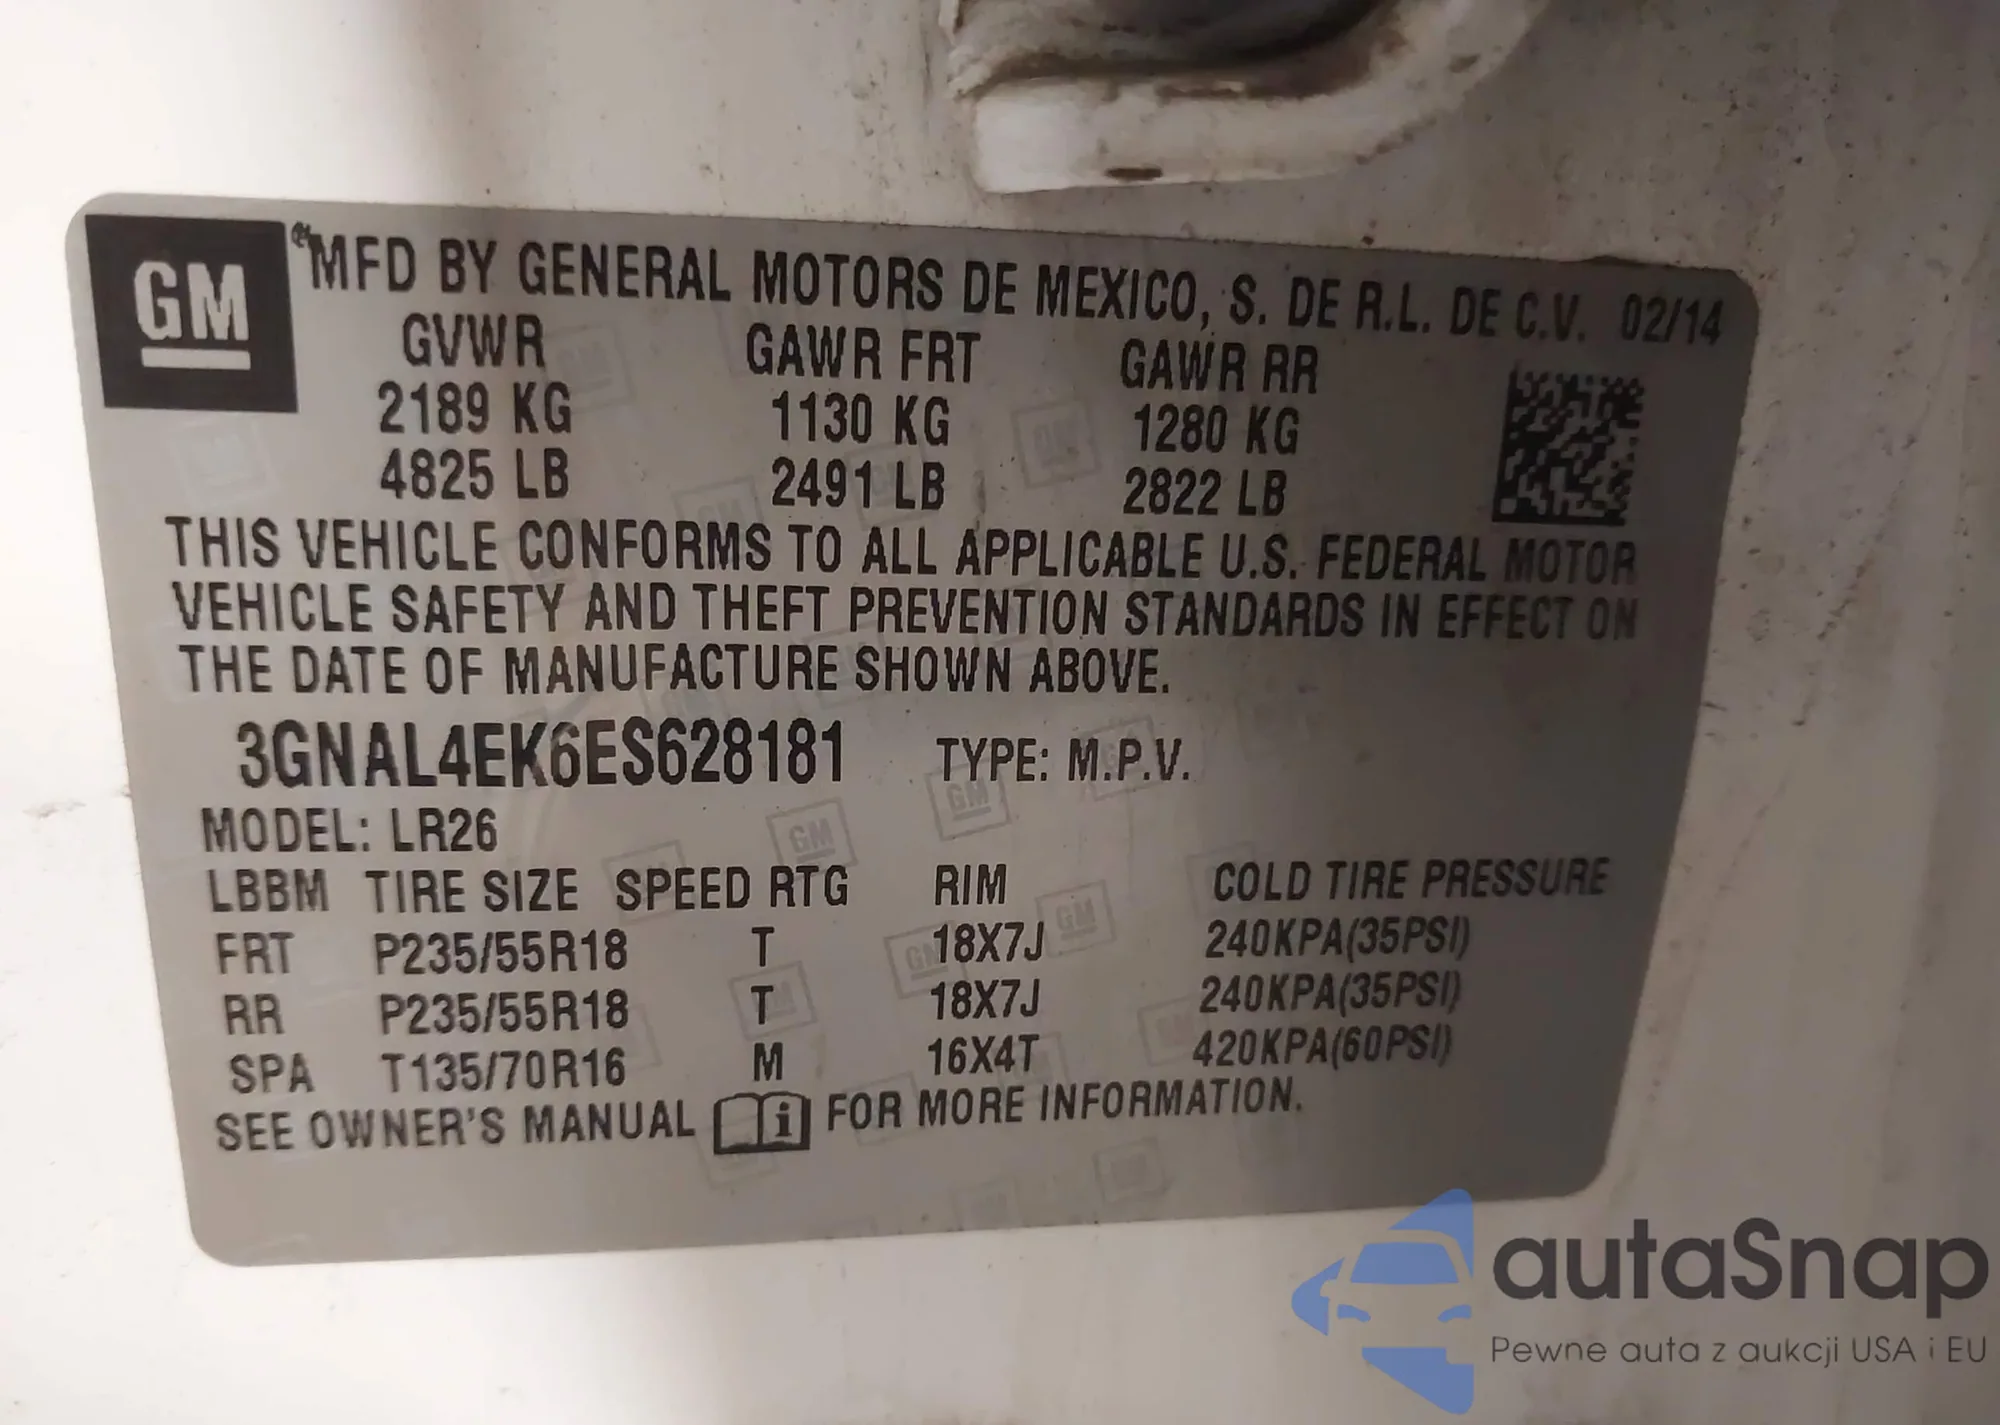 GM
MFD BY GENERAL MOTORS DE MEXICO, S. DE R.L. DE C.V. 02/14
GVWR GAWR FRT GAWR RR
2189 KG 1130 KG 1280 KG
4825 LB 2491 LB 2822 LB
THIS VEHICLE CONFORMS TO ALL APPLICABLE U.S. FEDERAL MOTOR
VEHICLE SAFETY AND THEFT PREVENTION STANDARDS IN EFFECT ON
THE DATE OF MANUFACTURE SHOWN ABOVE.
3GNAL4EK6ES628181 TYPE: M.P.V.
MODEL: LR26
LBBM TIRE SIZE SPEED RTG RIM COLD TIRE PRESSURE
FRT P235/55R18 T 18X7J 240KPA(35PSI)
RR P235/55R18 T 18X7J 240KPA(35PSI)
SPA T135/70R16 M 16X4T 420KPA(60PSI)
SEE OWNER'S MANUAL i FOR MORE INFORMATION.
autaSnap
Pewne auta z aukcji USA i EU